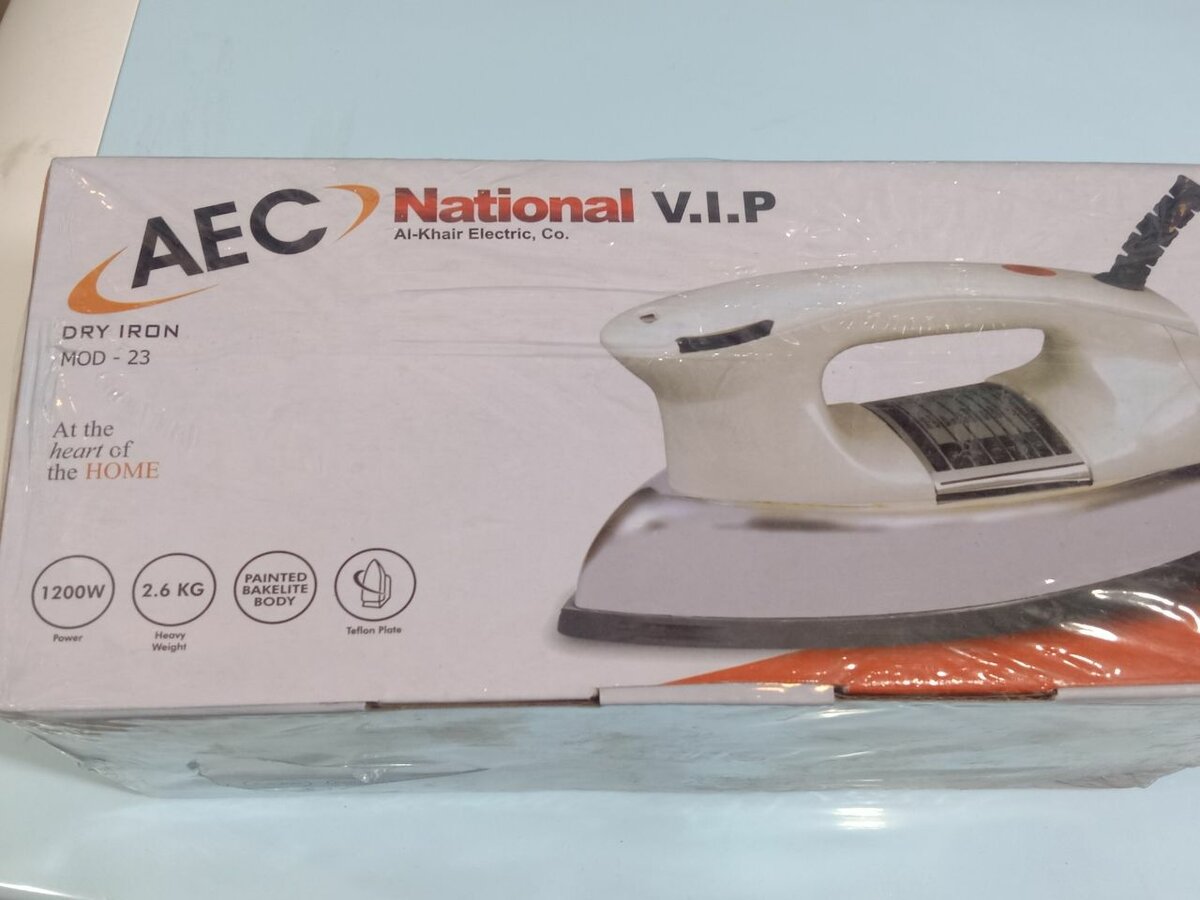 AEC
National V.I.P
Al-Khair Electric, Co.
DRY IRON
MOD - 23
At the
heart of
the HOME
1200W
Power
2.6 KG
Heavy
Weight
PAINTED
BAKELITE
BODY
Teflon Plate